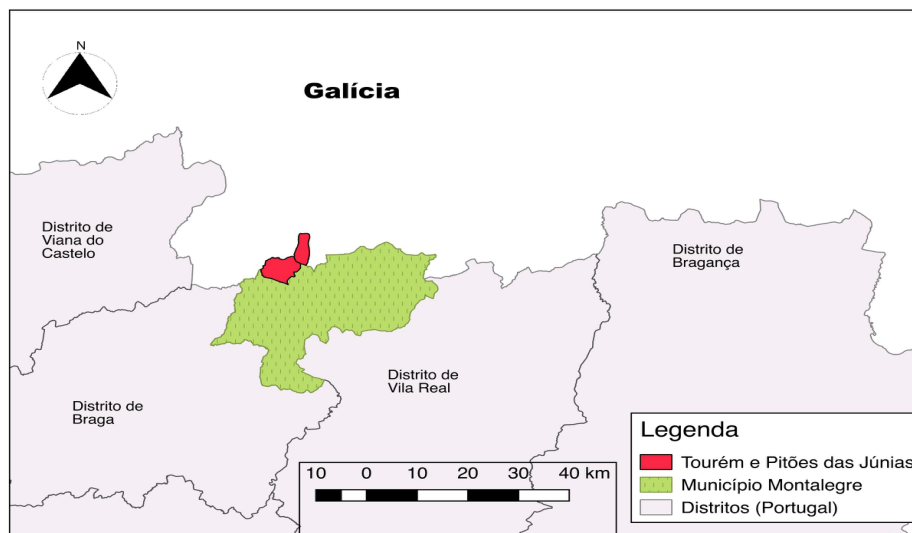 N
Galícia
Distrito de
Viana do
Castelo
Distrito de
Bragança
Distrito de
Vila Real
Distrito de
Braga
Legenda
Tourém e Pitões das Júnias
Município Montalegre
Distritos (Portugal)
10 0 10 20 30 40 km